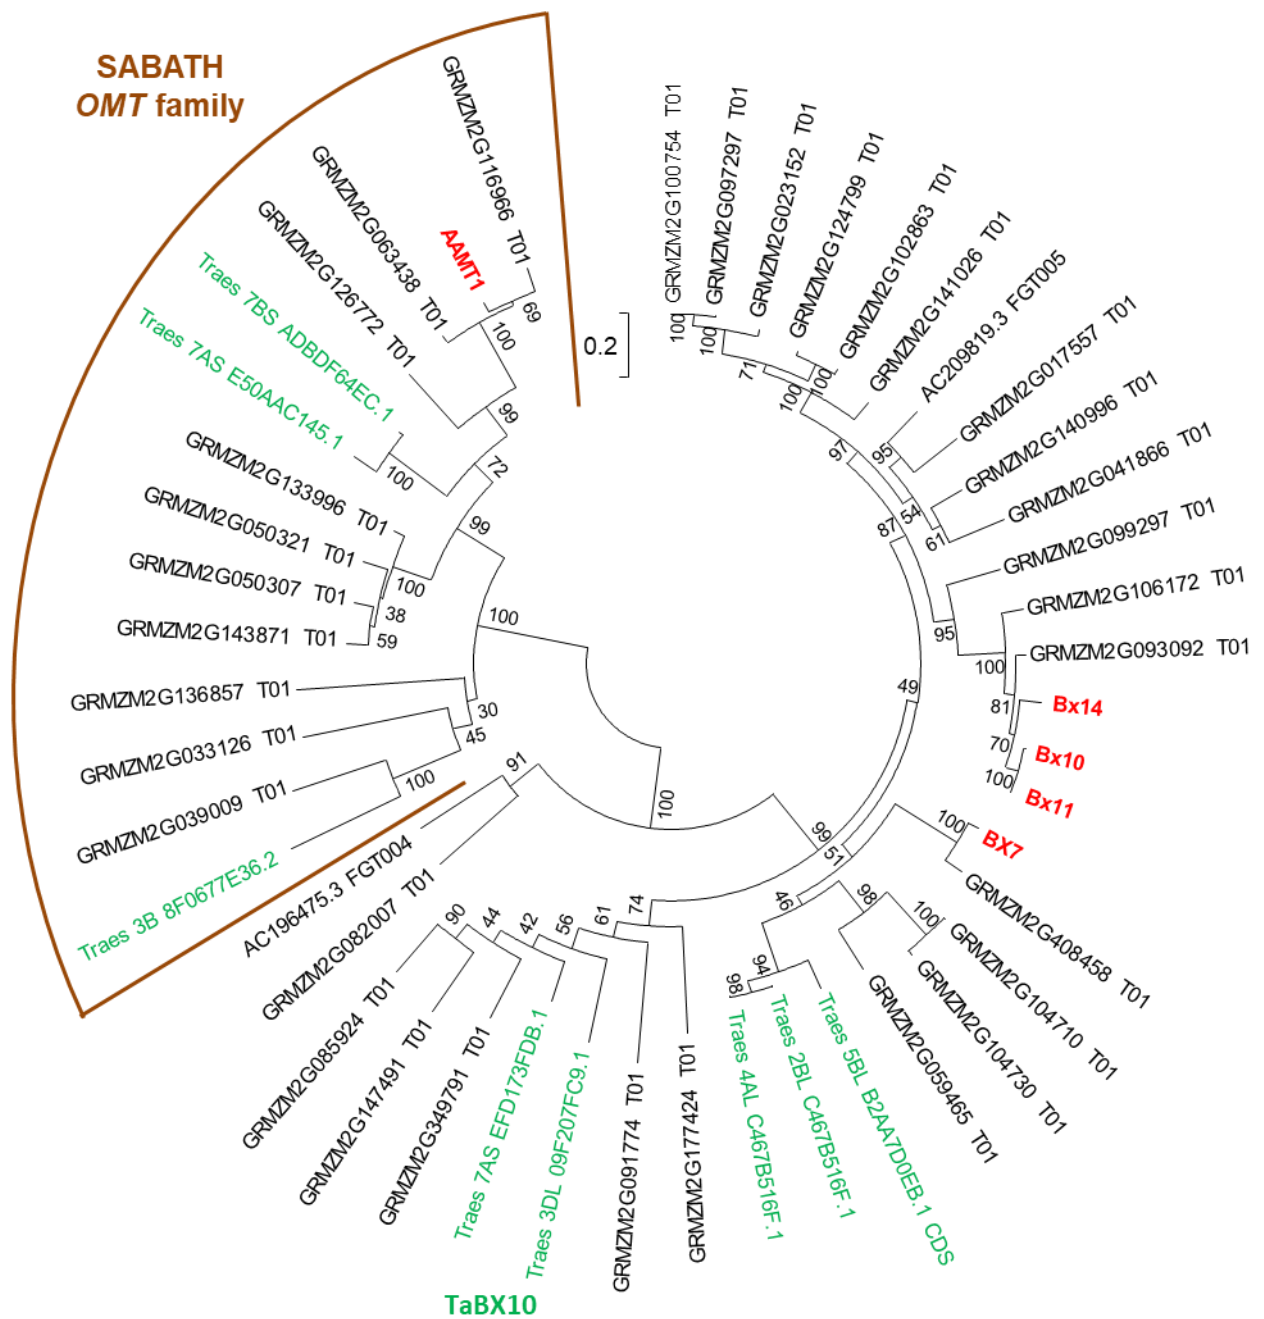 SABATH
OMT family
GRMZM2G116966 T01
AAMT1
GRMZM2G063438 T01
GRMZM2G126772 T01
Traes 7BS ADBDF64EC.1
Traes 7AS E50AAC145.1
GRMZM2G133996 T01
GRMZM2G050321 T01
GRMZM2G050307 T01
GRMZM2G143871 T01
GRMZM2G136857 T01
GRMZM2G033126 T01
GRMZM2G039009 T01
Traes 3B 8F0677E36.2
69
100
99
100
72
99
100
38
59
100
30
45
100
0.2
GRMZM2G100754 T01
GRMZM2G097297 T01
GRMZM2G023152 T01
GRMZM2G124799 T01
GRMZM2G102863 T01
GRMZM2G141026 T01
AC209819.3 FGT005
GRMZM2G017557 T01
GRMZM2G140996 T01
GRMZM2G041866 T01
GRMZM2G099297 T01
GRMZM2G106172 T01
GRMZM2G093092 T01
Bx14
Bx10
Bx11
BX7
GRMZM2G408458 T01
GRMZM2G104710 T01
GRMZM2G104730 T01
GRMZM2G059465 T01
Traes 5BL B2AA7D0EB.1 CDS
Traes 2BL C467B516F.1
Traes 4AL C467B516F.1
GRMZM2G177424 T01
GRMZM2G091774 T01
Traes 3DL 09F207FC9.1
TaBX10
Traes 7AS EFD173FDB.1
GRMZM2G349791 T01
GRMZM2G147491 T01
GRMZM2G085924 T01
GRMZM2G082007 T01
AC196475.3 FGT004
100
100
71
100
100
97
95
54
61
87
95
100
81
70
100
49
100
99
51
98
100
46
94
98
74
61
56
42
44
90
91
100